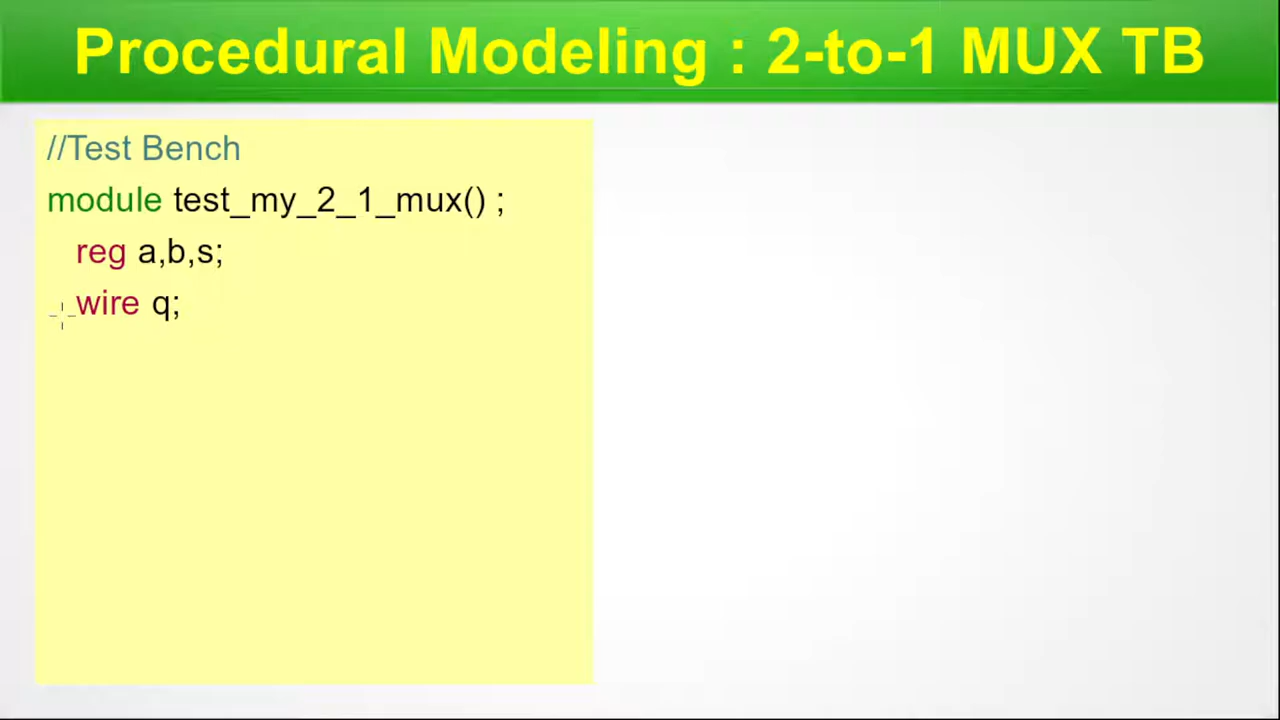 Procedural Modeling : 2-to-1 MUX TB
//Test Bench
module test_my_2_1_mux() ;
reg a,b,s;
wire q;